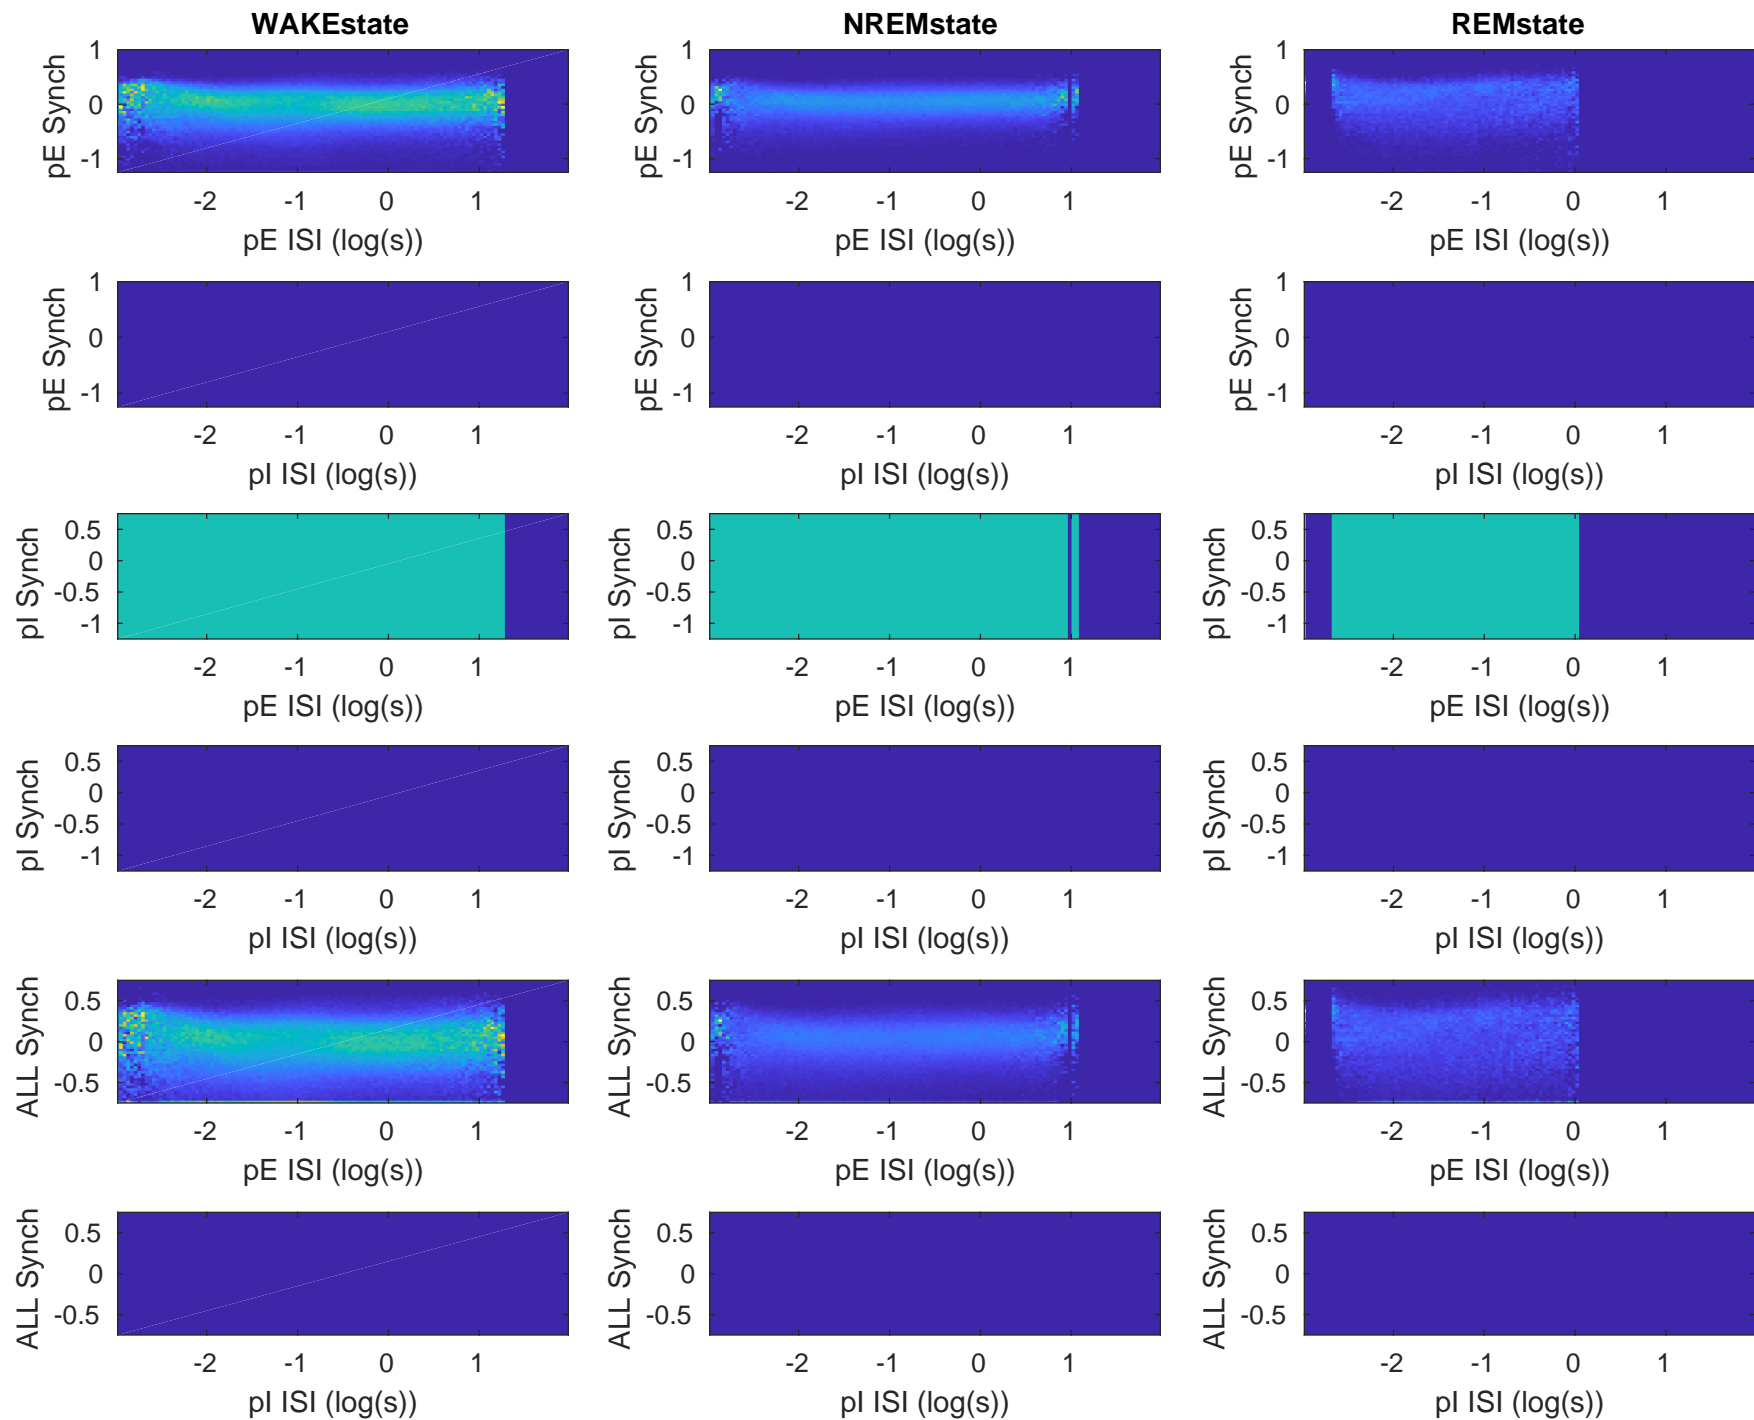 WAKEstate NREMstate REMstate
1 1 1
pE Synch pE Synch pE Synch
0 0 0
-1 -1 -1
-2 -1 0 1 -2 -1 0 1 -2 -1 0 1
pE ISI (log(s)) pE ISI (log(s)) pE ISI (log(s))
1 1 1
pE Synch pE Synch pE Synch
0 0 0
-1 -1 -1
-2 -1 0 1 -2 -1 0 1 -2 -1 0 1
pI ISI (log(s)) pI ISI (log(s)) pI ISI (log(s))
pI Synch pI Synch pI Synch
0.5 0.5 0.5
0 0 0
-0.5 -0.5 -0.5
-1 -1 -1
-2 -1 0 1 -2 -1 0 1 -2 -1 0 1
pE ISI (log(s)) pE ISI (log(s)) pE ISI (log(s))
pI Synch pI Synch pI Synch
0.5 0.5 0.5
0 0 0
-0.5 -0.5 -0.5
-1 -1 -1
-2 -1 0 1 -2 -1 0 1 -2 -1 0 1
pI ISI (log(s)) pI ISI (log(s)) pI ISI (log(s))
ALL Synch ALL Synch ALL Synch
0.5 0.5 0.5
0 0 0
-0.5 -0.5 -0.5
-2 -1 0 1 -2 -1 0 1 -2 -1 0 1
pE ISI (log(s)) pE ISI (log(s)) pE ISI (log(s))
ALL Synch ALL Synch ALL Synch
0.5 0.5 0.5
0 0 0
-0.5 -0.5 -0.5
-2 -1 0 1 -2 -1 0 1 -2 -1 0 1
pI ISI (log(s)) pI ISI (log(s)) pI ISI (log(s))